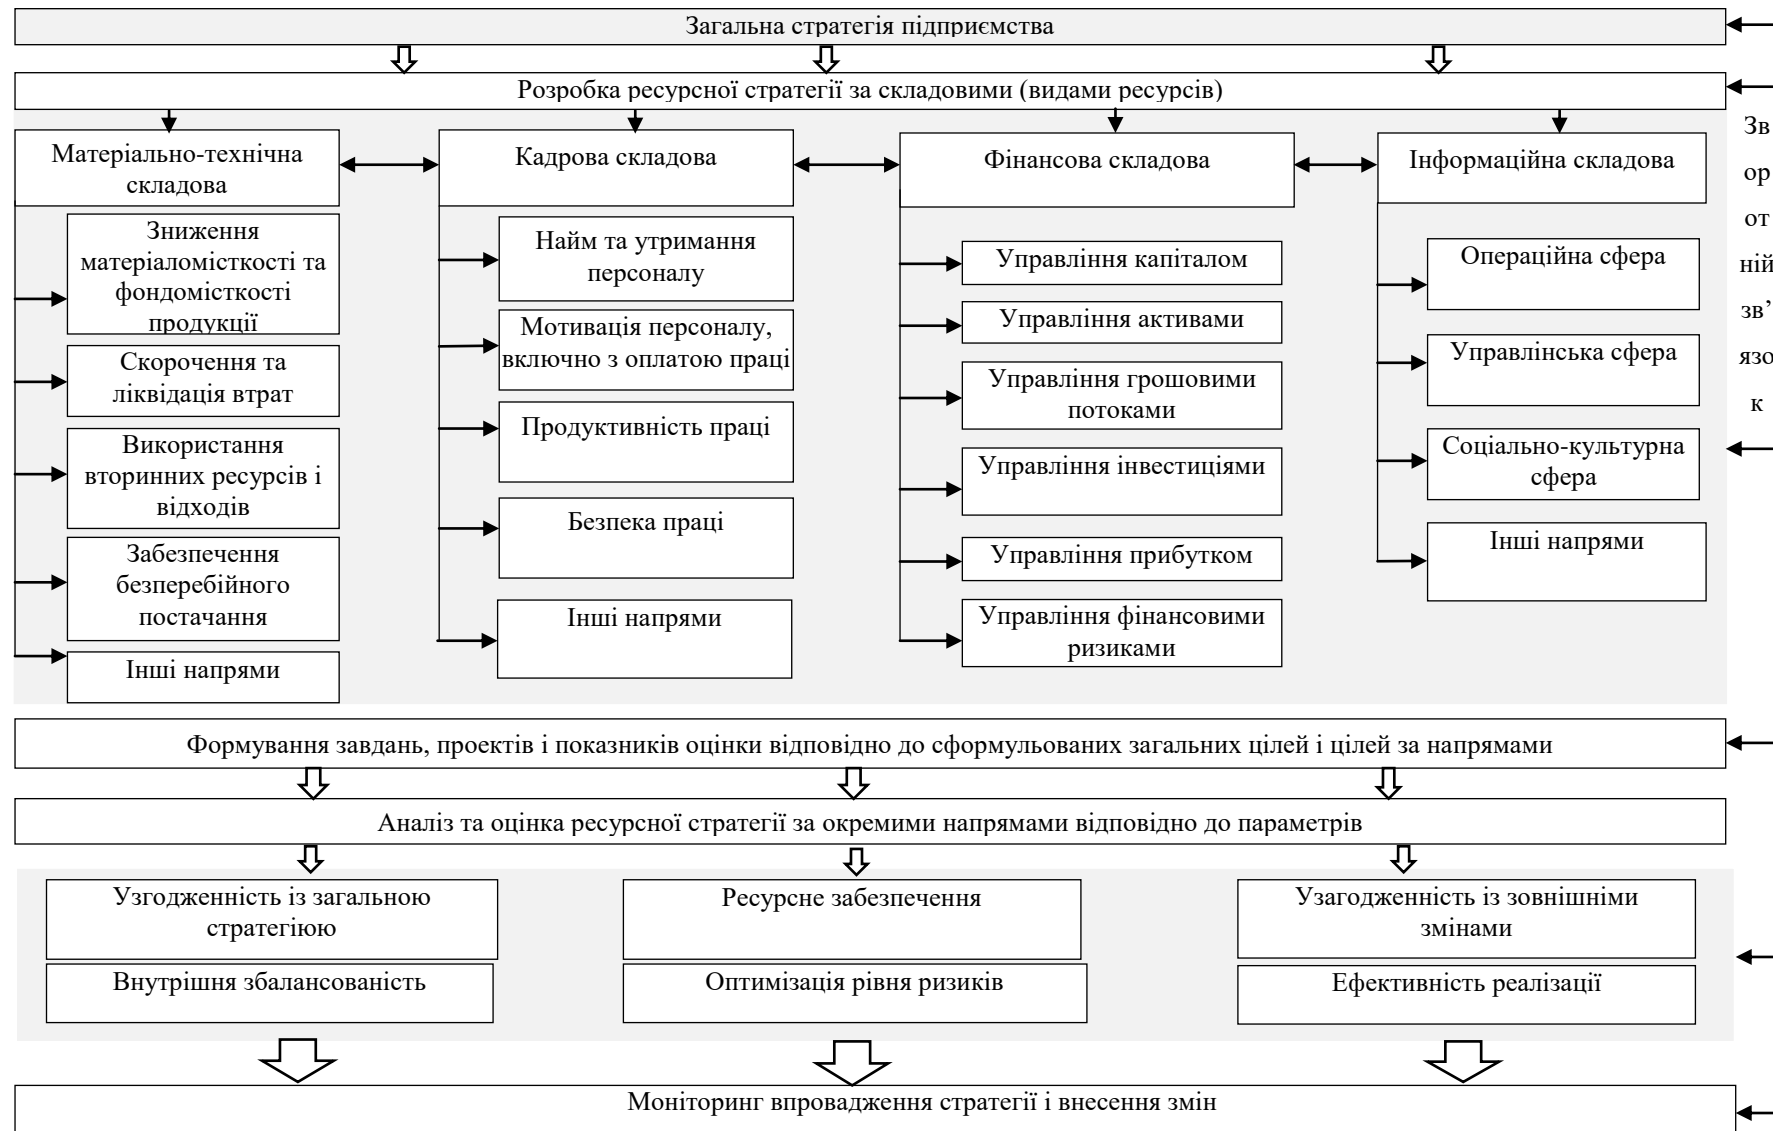 Загальна стратегія підприємства
Розробка ресурсної стратегії за складовими (видами ресурсів)
Матеріально-технічна
складова
Зниження
матеріаломісткості та
фондомісткості
продукції
Скорочення та
ліквідація втрат
Використання
вторинних ресурсів і
відходів
Забезпечення
безперебійного
постачання
Інші напрями
Кадрова складова
Найм та утримання
персоналу
Мотивація персоналу,
включно з оплатою праці
Продуктивність праці
Безпека праці
Інші напрями
Фінансова складова
Управління капіталом
Управління активами
Управління грошовими
потоками
Управління інвестиціями
Управління прибутком
Управління фінансовими
ризиками
Інформаційна складова
Операційна сфера
Управлінська сфера
Соціально-культурна
сфера
Інші напрями
Зв
ор
от
ній
зв’
язо
к
Формування завдань, проектів і показників оцінки відповідно до сформульованих загальних цілей і цілей за напрямами
Аналіз та оцінка ресурсної стратегії за окремими напрямами відповідно до параметрів
Узгодженність із загальною
стратегіюю
Внутрішня збалансованість
Ресурсне забезпечення
Оптимізація рівня ризиків
Узагодженність із зовнішніми
змінами
Ефективність реалізації
Моніторинг впровадження стратегії і внесення змін